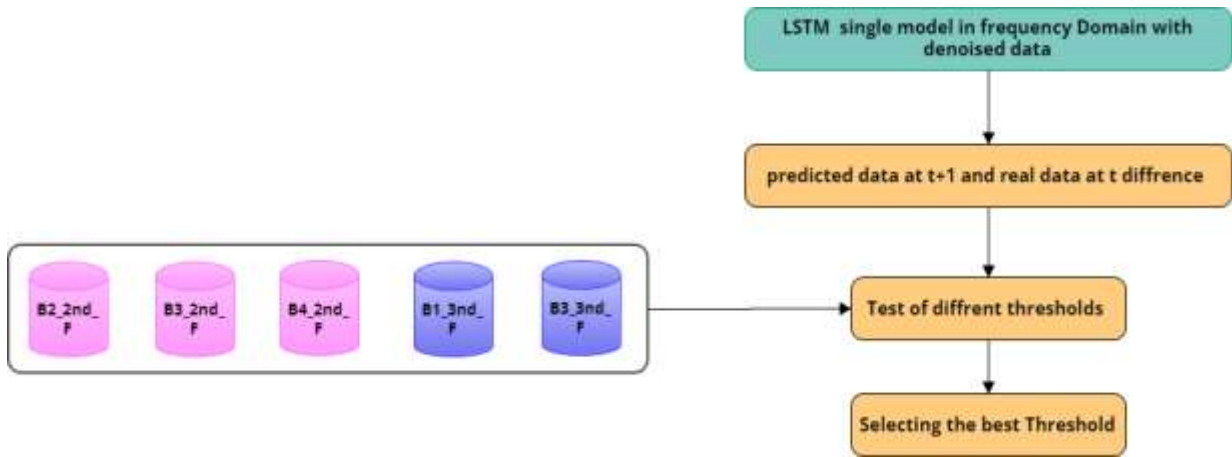 LSTM single model in frequency Domain with
denoised data
predicted data at t+1 and real data at t diffrence
B2_2nd_
F
B3_2nd_
F
B4_2nd_
F
B1_3nd_
F
B3_3nd_
F
Test of diffrent thresholds
Selecting the best Threshold